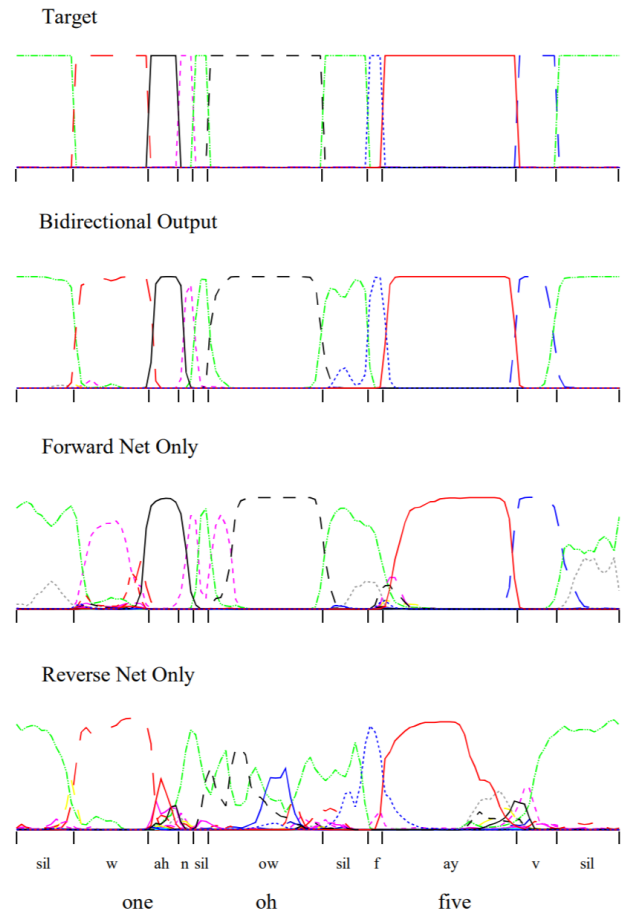 Target
Bidirectional Output
Forward Net Only
Reverse Net Only
sil w ah n sil ow sil f ay v sil
one oh five